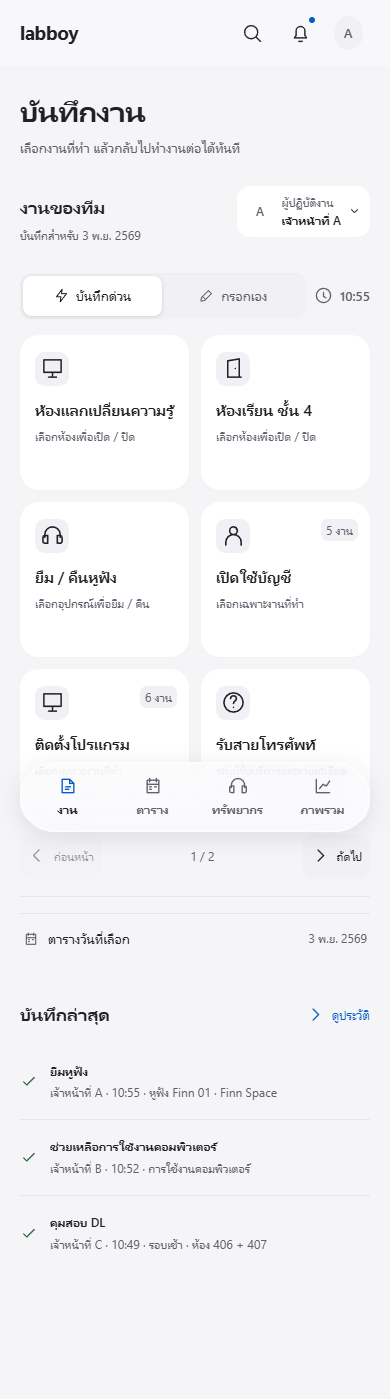 labboy
A
บันทึกงาน
เลือกงานที่ทำ แล้วกลับไปทำงานต่อได้ทันที
งานของทีม
บันทึกสำหรับ 3 พ.ย. 2569
A
ผู้ปฏิบัติงาน
เจ้าหน้าที่ A
บันทึกด่วน
กรอกเอง
10:55
ห้องแลกเปลี่ยนความรู้
เลือกห้องเพื่อเปิด / ปิด
ห้องเรียน ชั้น 4
เลือกห้องเพื่อเปิด / ปิด
ยืม / คืนหูฟัง
เลือกอุปกรณ์เพื่อยืม / คืน
5 งาน
เปิดใช้บัญชี
เลือกเฉพาะงานที่ทำ
6 งาน
ติดตั้งโปรแกรม
รับสายโทรศัพท์
งาน
ตาราง
ทรัพยากร
ภาพรวม
ก่อนหน้า
1 / 2
ถัดไป
ตารางวันที่เลือก
3 พ.ย. 2569
บันทึกล่าสุด
ดูประวัติ
ยืมหูฟัง
เจ้าหน้าที่ A · 10:55 · หูฟัง Finn 01 · Finn Space
ช่วยเหลือการใช้งานคอมพิวเตอร์
เจ้าหน้าที่ B · 10:52 · การใช้งานคอมพิวเตอร์
คุมสอบ DL
เจ้าหน้าที่ C · 10:49 · รอบเช้า · ห้อง 406 + 407